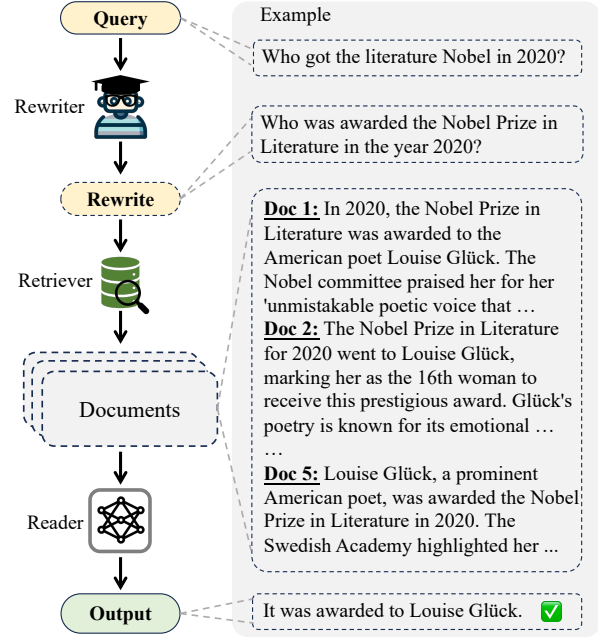 Query
Example
Who got the literature Nobel in 2020?
Rewriter
Who was awarded the Nobel Prize in
Literature in the year 2020?
Rewrite
Doc 1: In 2020, the Nobel Prize in
Literature was awarded to the
American poet Louise Glück. The
Nobel committee praised her for her
'unmistakable poetic voice that …
Doc 2: The Nobel Prize in Literature
for 2020 went to Louise Glück,
marking her as the 16th woman to
receive this prestigious award. Glück's
poetry is known for its emotional …
…
Doc 5: Louise Glück, a prominent
American poet, was awarded the Nobel
Prize in Literature in 2020. The
Swedish Academy highlighted her ...
Retriever
Documents
Reader
Output
It was awarded to Louise Glück.